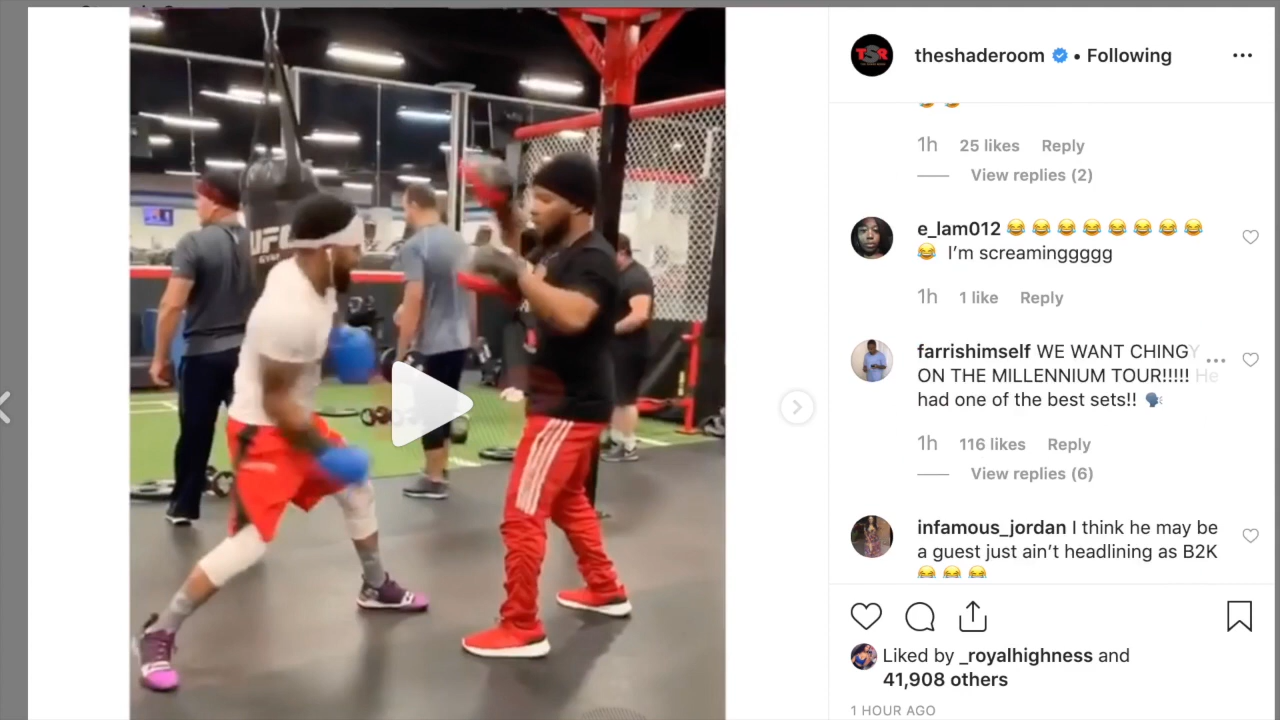 TSR
theshaderoom • Following
😂 😂
1h 25 likes Reply
View replies (2)
e_lam012 😂😂😂😂😂😂😂😂
😂 I’m screaminggggg
1h 1 like Reply
farrishimself WE WANT CHINGY
ON THE MILLENNIUM TOUR!!!!! He
had one of the best sets!! 🗣
1h 116 likes Reply
View replies (6)
infamous_jordan I think he may be
a guest just ain’t headlining as B2K
😂 😂 😂
Liked by _royalhighness and
41,908 others
1 HOUR AGO
UFC
GYM